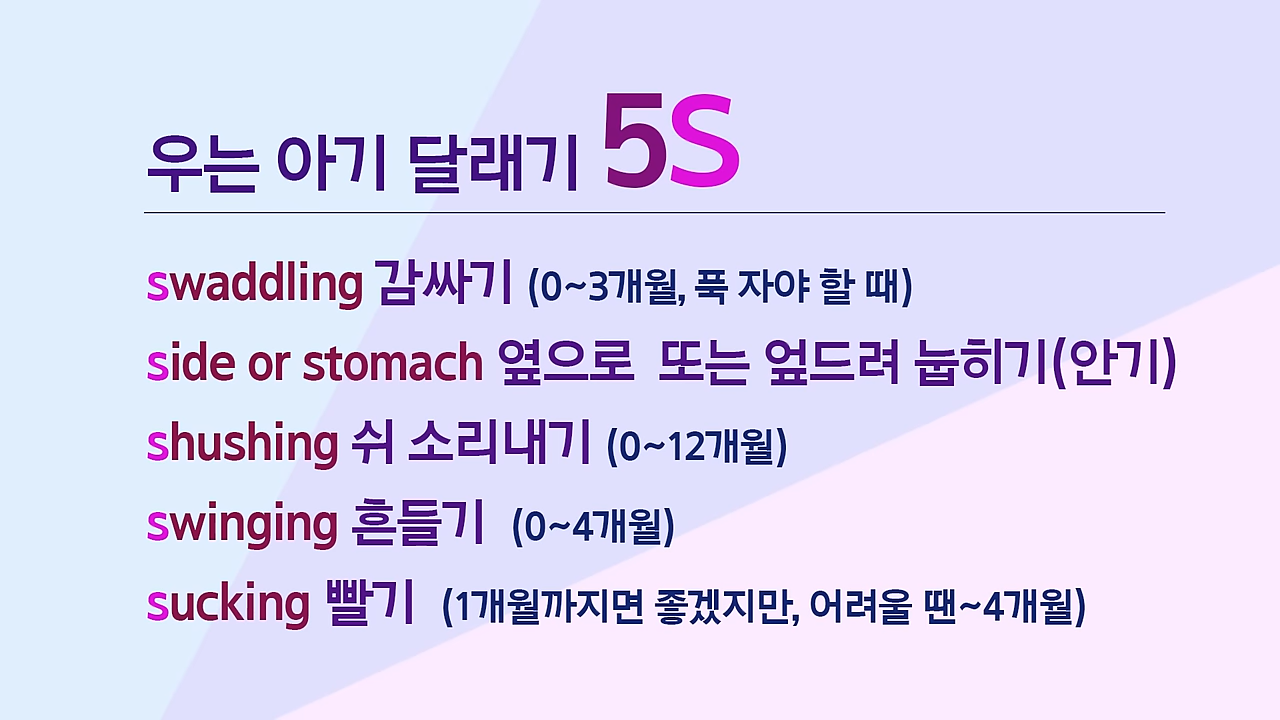 우는 아기 달래기 5S
swaddling 감싸기 (0~3개월, 푹 자야 할 때)
side or stomach 옆으로 또는 엎드려 눕히기(안기)
shushing 쉬 소리내기 (0~12개월)
swinging 흔들기 (0~4개월)
sucking 빨기 (1개월까지면 좋겠지만, 어려울 땐~4개월)